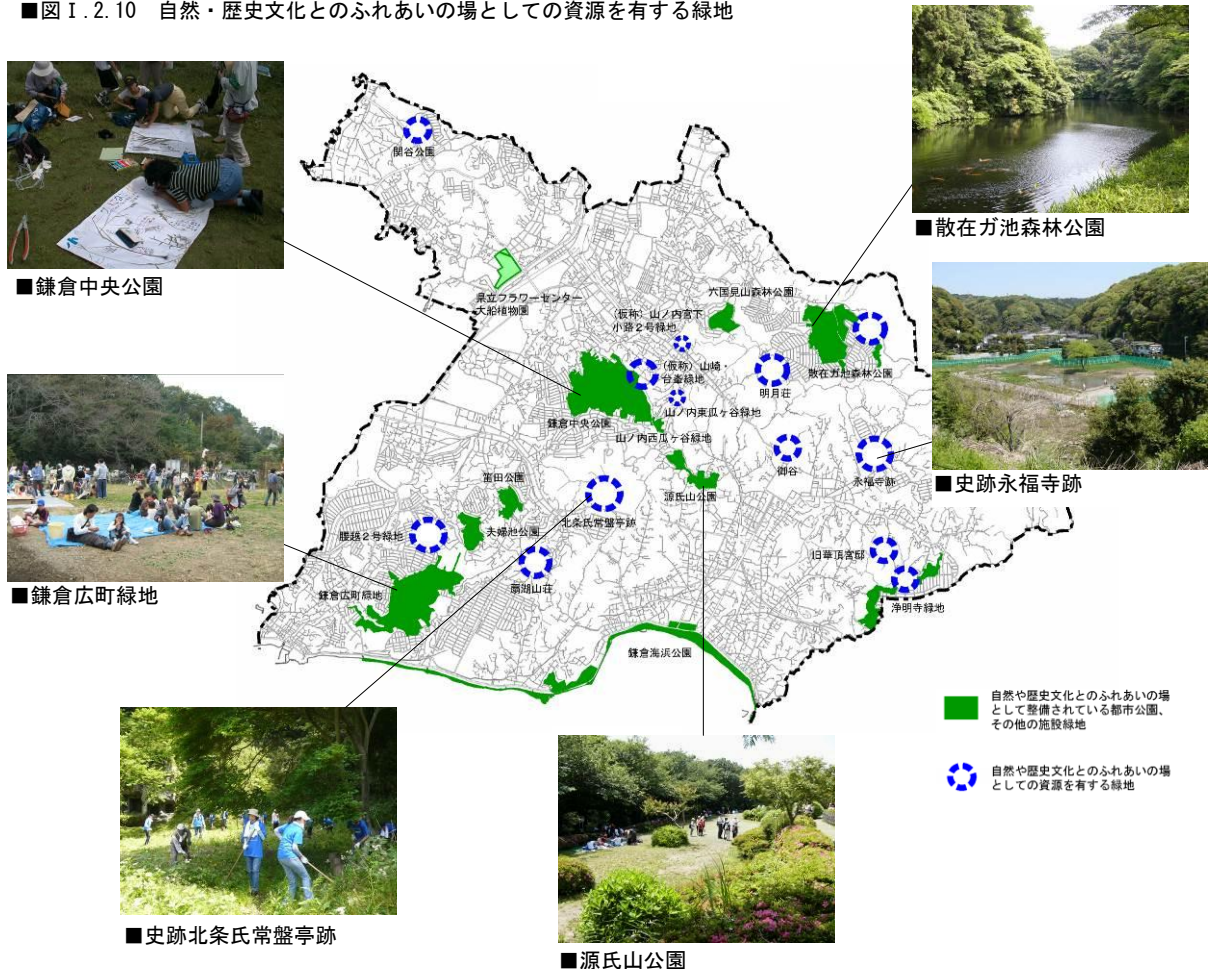 ■図Ⅰ.2.10 自然・歴史文化とのふれあいの場としての資源を有する緑地
■鎌倉中央公園
■散在ガ池森林公園
■史跡永福寺跡
■鎌倉広町緑地
■史跡北条氏常盤亭跡
■源氏山公園
関谷公園
県立フラワーセンター
大船植物園
六国見山森林公園
(仮称)山ノ内宮下
小路2号緑地
(仮称)山崎・
台峯緑地
明月荘
散在ガ池森林公園
山ノ内東瓜ヶ谷緑地
鎌倉中央公園
山ノ内西瓜ヶ谷緑地
御谷
永福寺跡
笛田公園
源氏山公園
北条氏常盤亭跡
夫婦池公園
腰越2号緑地
扇湖山荘
旧華頂宮邸
鎌倉広町緑地
浄明寺緑地
鎌倉海浜公園
自然や歴史文化とのふれあいの場
として整備されている都市公園、
その他の施設緑地
自然や歴史文化とのふれあいの場
としての資源を有する緑地